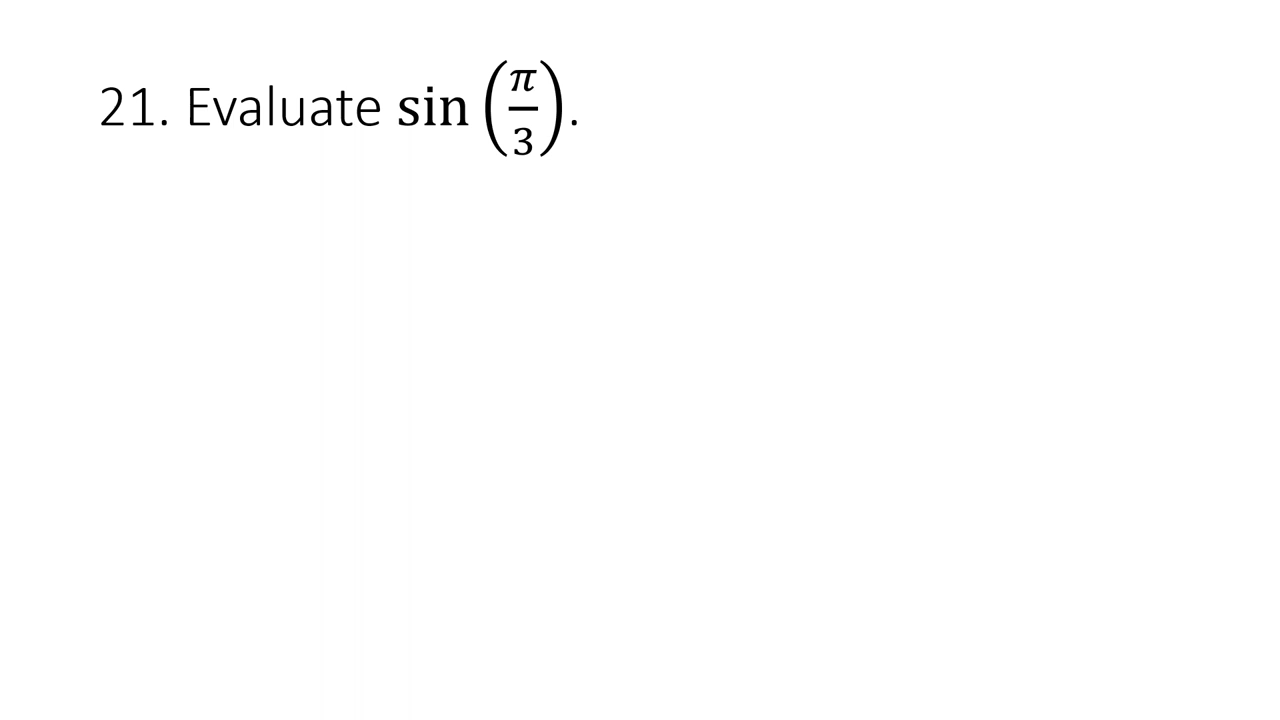 21. Evaluate sin (π/3).